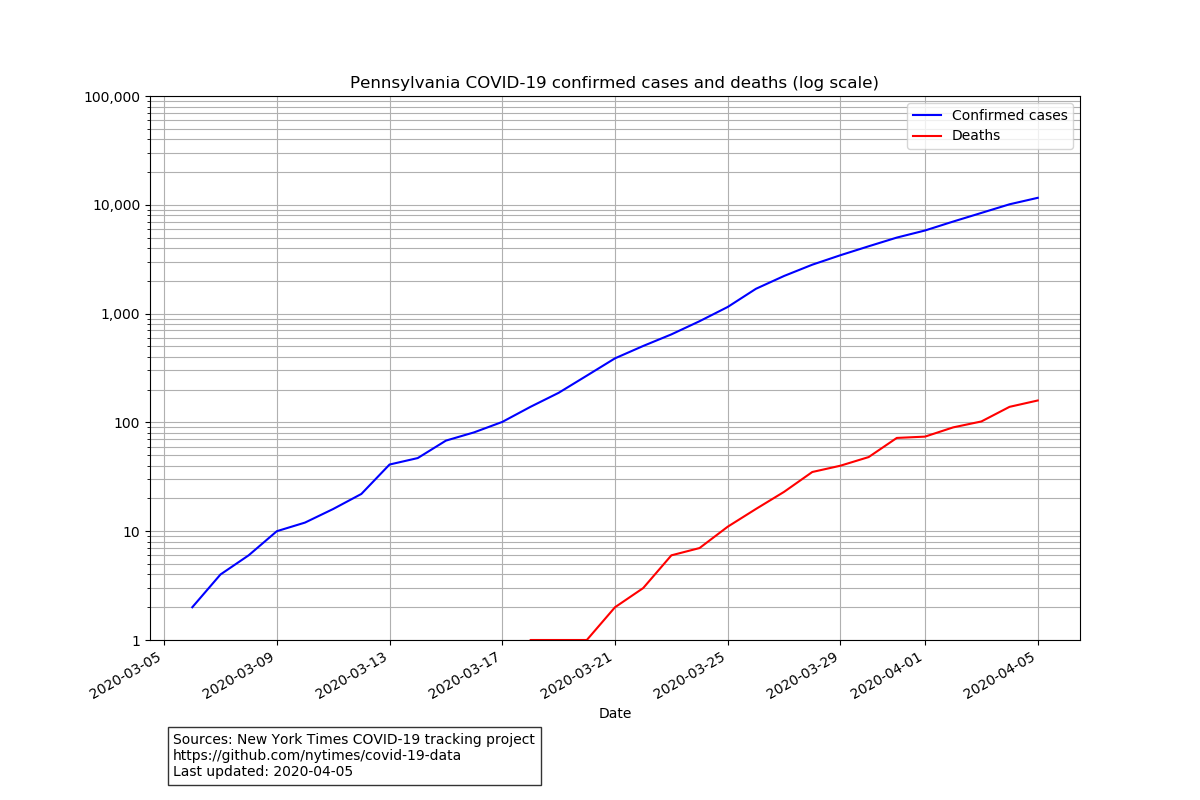 Pennsylvania COVID-19 confirmed cases and deaths (log scale)
100,000
10,000
1,000
100
10
1
Confirmed cases
Deaths
2020-03-05
2020-03-09
2020-03-13
2020-03-17
2020-03-21
2020-03-25
2020-03-29
2020-04-01
2020-04-05
Date
Sources: New York Times COVID-19 tracking project
https://github.com/nytimes/covid-19-data
Last updated: 2020-04-05